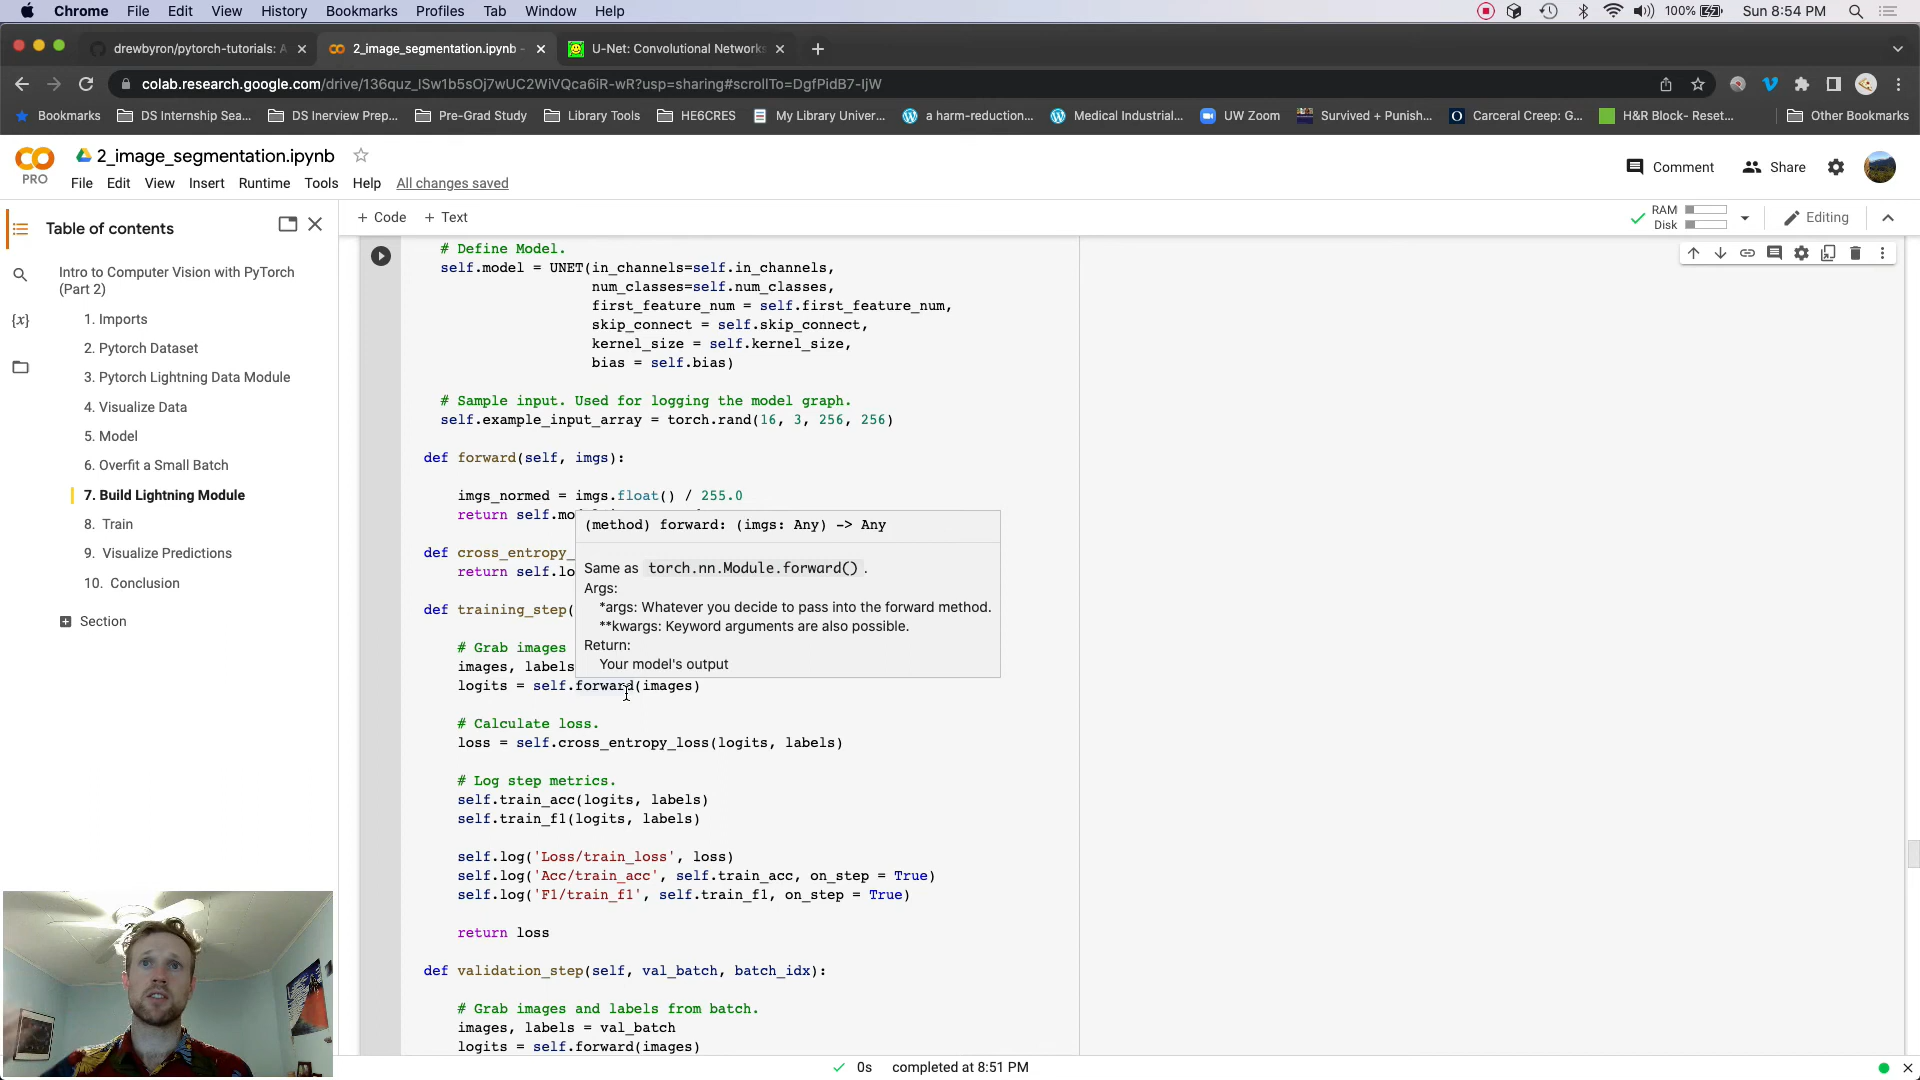 Chrome File Edit View History Bookmarks Profiles Tab Window Help 100% Sun 8:54 PM
drewbyron/pytorch-tutorials: A 2_image_segmentation.ipynb - U-Net: Convolutional Networks
colab.research.google.com/drive/136quz_ISw1b5sOj7wUC2WiVQca6iR-wR?usp=sharing#scrollTo=DgfPidB7-IjW
Bookmarks DS Internship Sea... DS Inerview Prep... Pre-Grad Study Library Tools HE6CRES My Library Univer... a harm-reduction... Medical Industrial... UW Zoom Survived + Punish... Carceral Creep: G... H&R Block- Reset... Other Bookmarks
PRO 2_image_segmentation.ipynb
File Edit View Insert Runtime Tools Help All changes saved
Comment Share
+ Code + Text
RAM
Disk
Editing
Table of contents
Intro to Computer Vision with PyTorch
(Part 2)
1. Imports
2. Pytorch Dataset
3. Pytorch Lightning Data Module
4. Visualize Data
5. Model
6. Overfit a Small Batch
7. Build Lightning Module
8. Train
9. Visualize Predictions
10. Conclusion
Section
{x}
# Define Model.
self.model = UNET(in_channels=self.in_channels,
num_classes=self.num_classes,
first_feature_num = self.first_feature_num,
skip_connect = self.skip_connect,
kernel_size = self.kernel_size,
bias = self.bias)
# Sample input. Used for logging the model graph.
self.example_input_array = torch.rand(16, 3, 256, 256)
def forward(self, imgs):
imgs_normed = imgs.float() / 255.0
return self.mo
(method) forward: (imgs: Any) -> Any
def cross_entropy_
Same as torch.nn.Module.forward() .
return self.lo
Args:
*args: Whatever you decide to pass into the forward method.
def training_step(
**kwargs: Keyword arguments are also possible.
Return:
# Grab images
Your model's output
images, labels
logits = self.forward(images)
# Calculate loss.
loss = self.cross_entropy_loss(logits, labels)
# Log step metrics.
self.train_acc(logits, labels)
self.train_f1(logits, labels)
self.log('Loss/train_loss', loss)
self.log('Acc/train_acc', self.train_acc, on_step = True)
self.log('F1/train_f1', self.train_f1, on_step = True)
return loss
def validation_step(self, val_batch, batch_idx):
# Grab images and labels from batch.
images, labels = val_batch
logits = self.forward(images)
0s completed at 8:51 PM